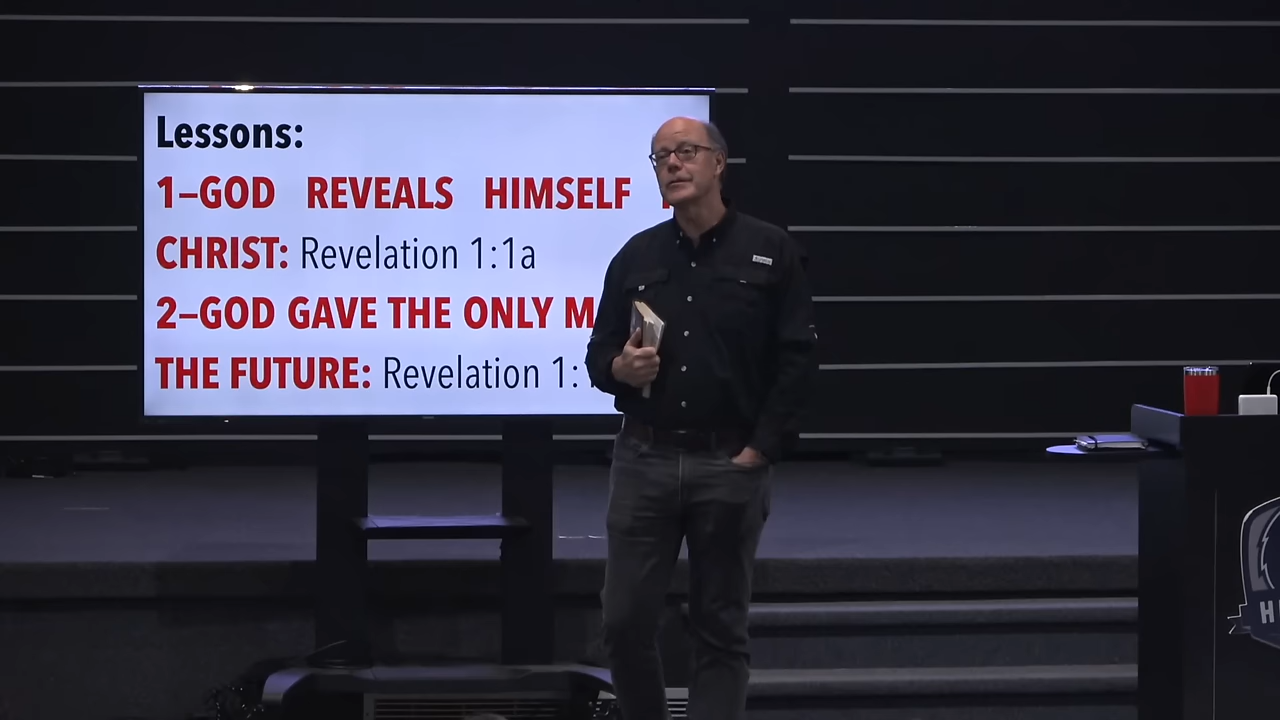 Lessons:
1–GOD REVEALS HIMSELF
CHRIST: Revelation 1:1a
2–GOD GAVE THE ONLY
THE FUTURE: Revelation 1: